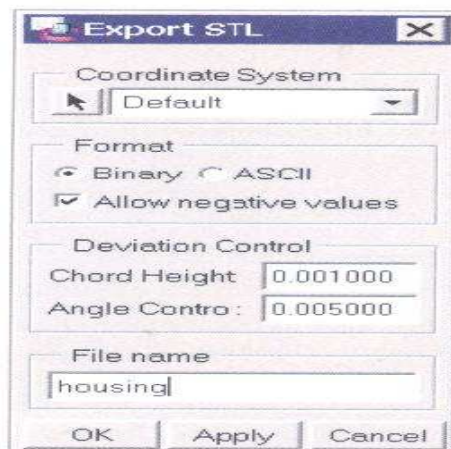 Export STL
Coordinate System
Default
Format
Binary ASCII
Allow negative values
Deviation Control
Chord Height 0.001000
Angle Contro: 0.005000
File name
housing
OK Apply Cancel